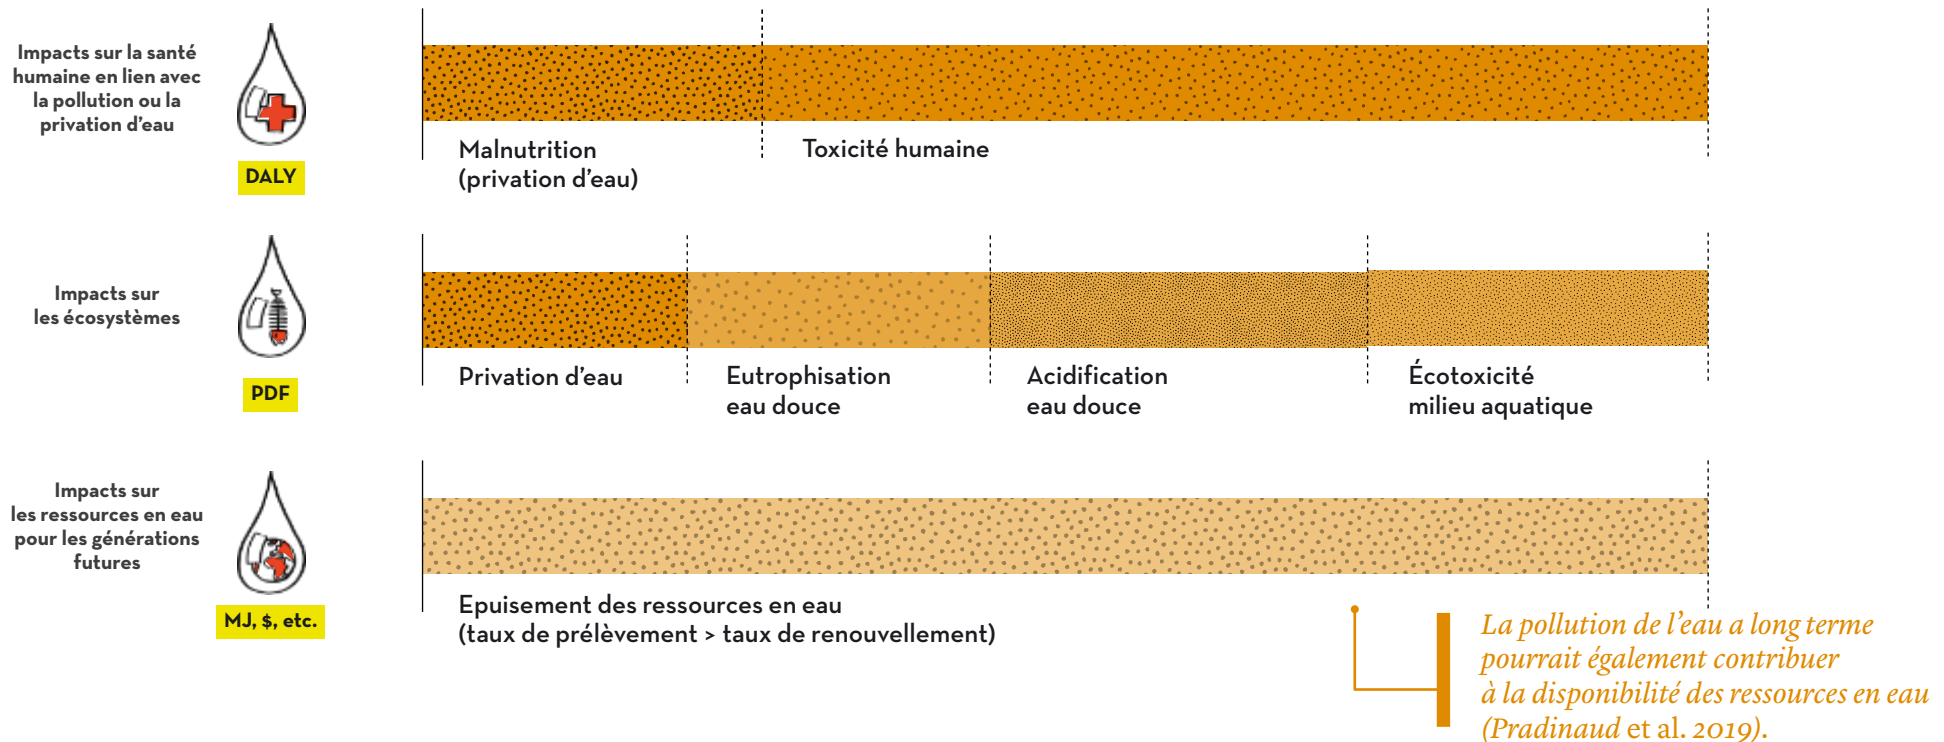 Impacts sur la santé
humaine en lien avec
la pollution ou la
privation d'eau
DALY
Malnutrition
(privation d'eau)
Toxicité humaine
Impacts sur
les écosystèmes
PDF
Privation d'eau
Eutrophisation
eau douce
Acidification
eau douce
Écotoxicité
milieu aquatique
Impacts sur
les ressources en eau
pour les générations
futures
MJ, $, etc.
Epuisement des ressources en eau
(taux de prélèvement > taux de renouvellement)
La pollution de l'eau a long terme
pourrait également contribuer
à la disponibilité des ressources en eau
(Pradinaud et al. 2019).